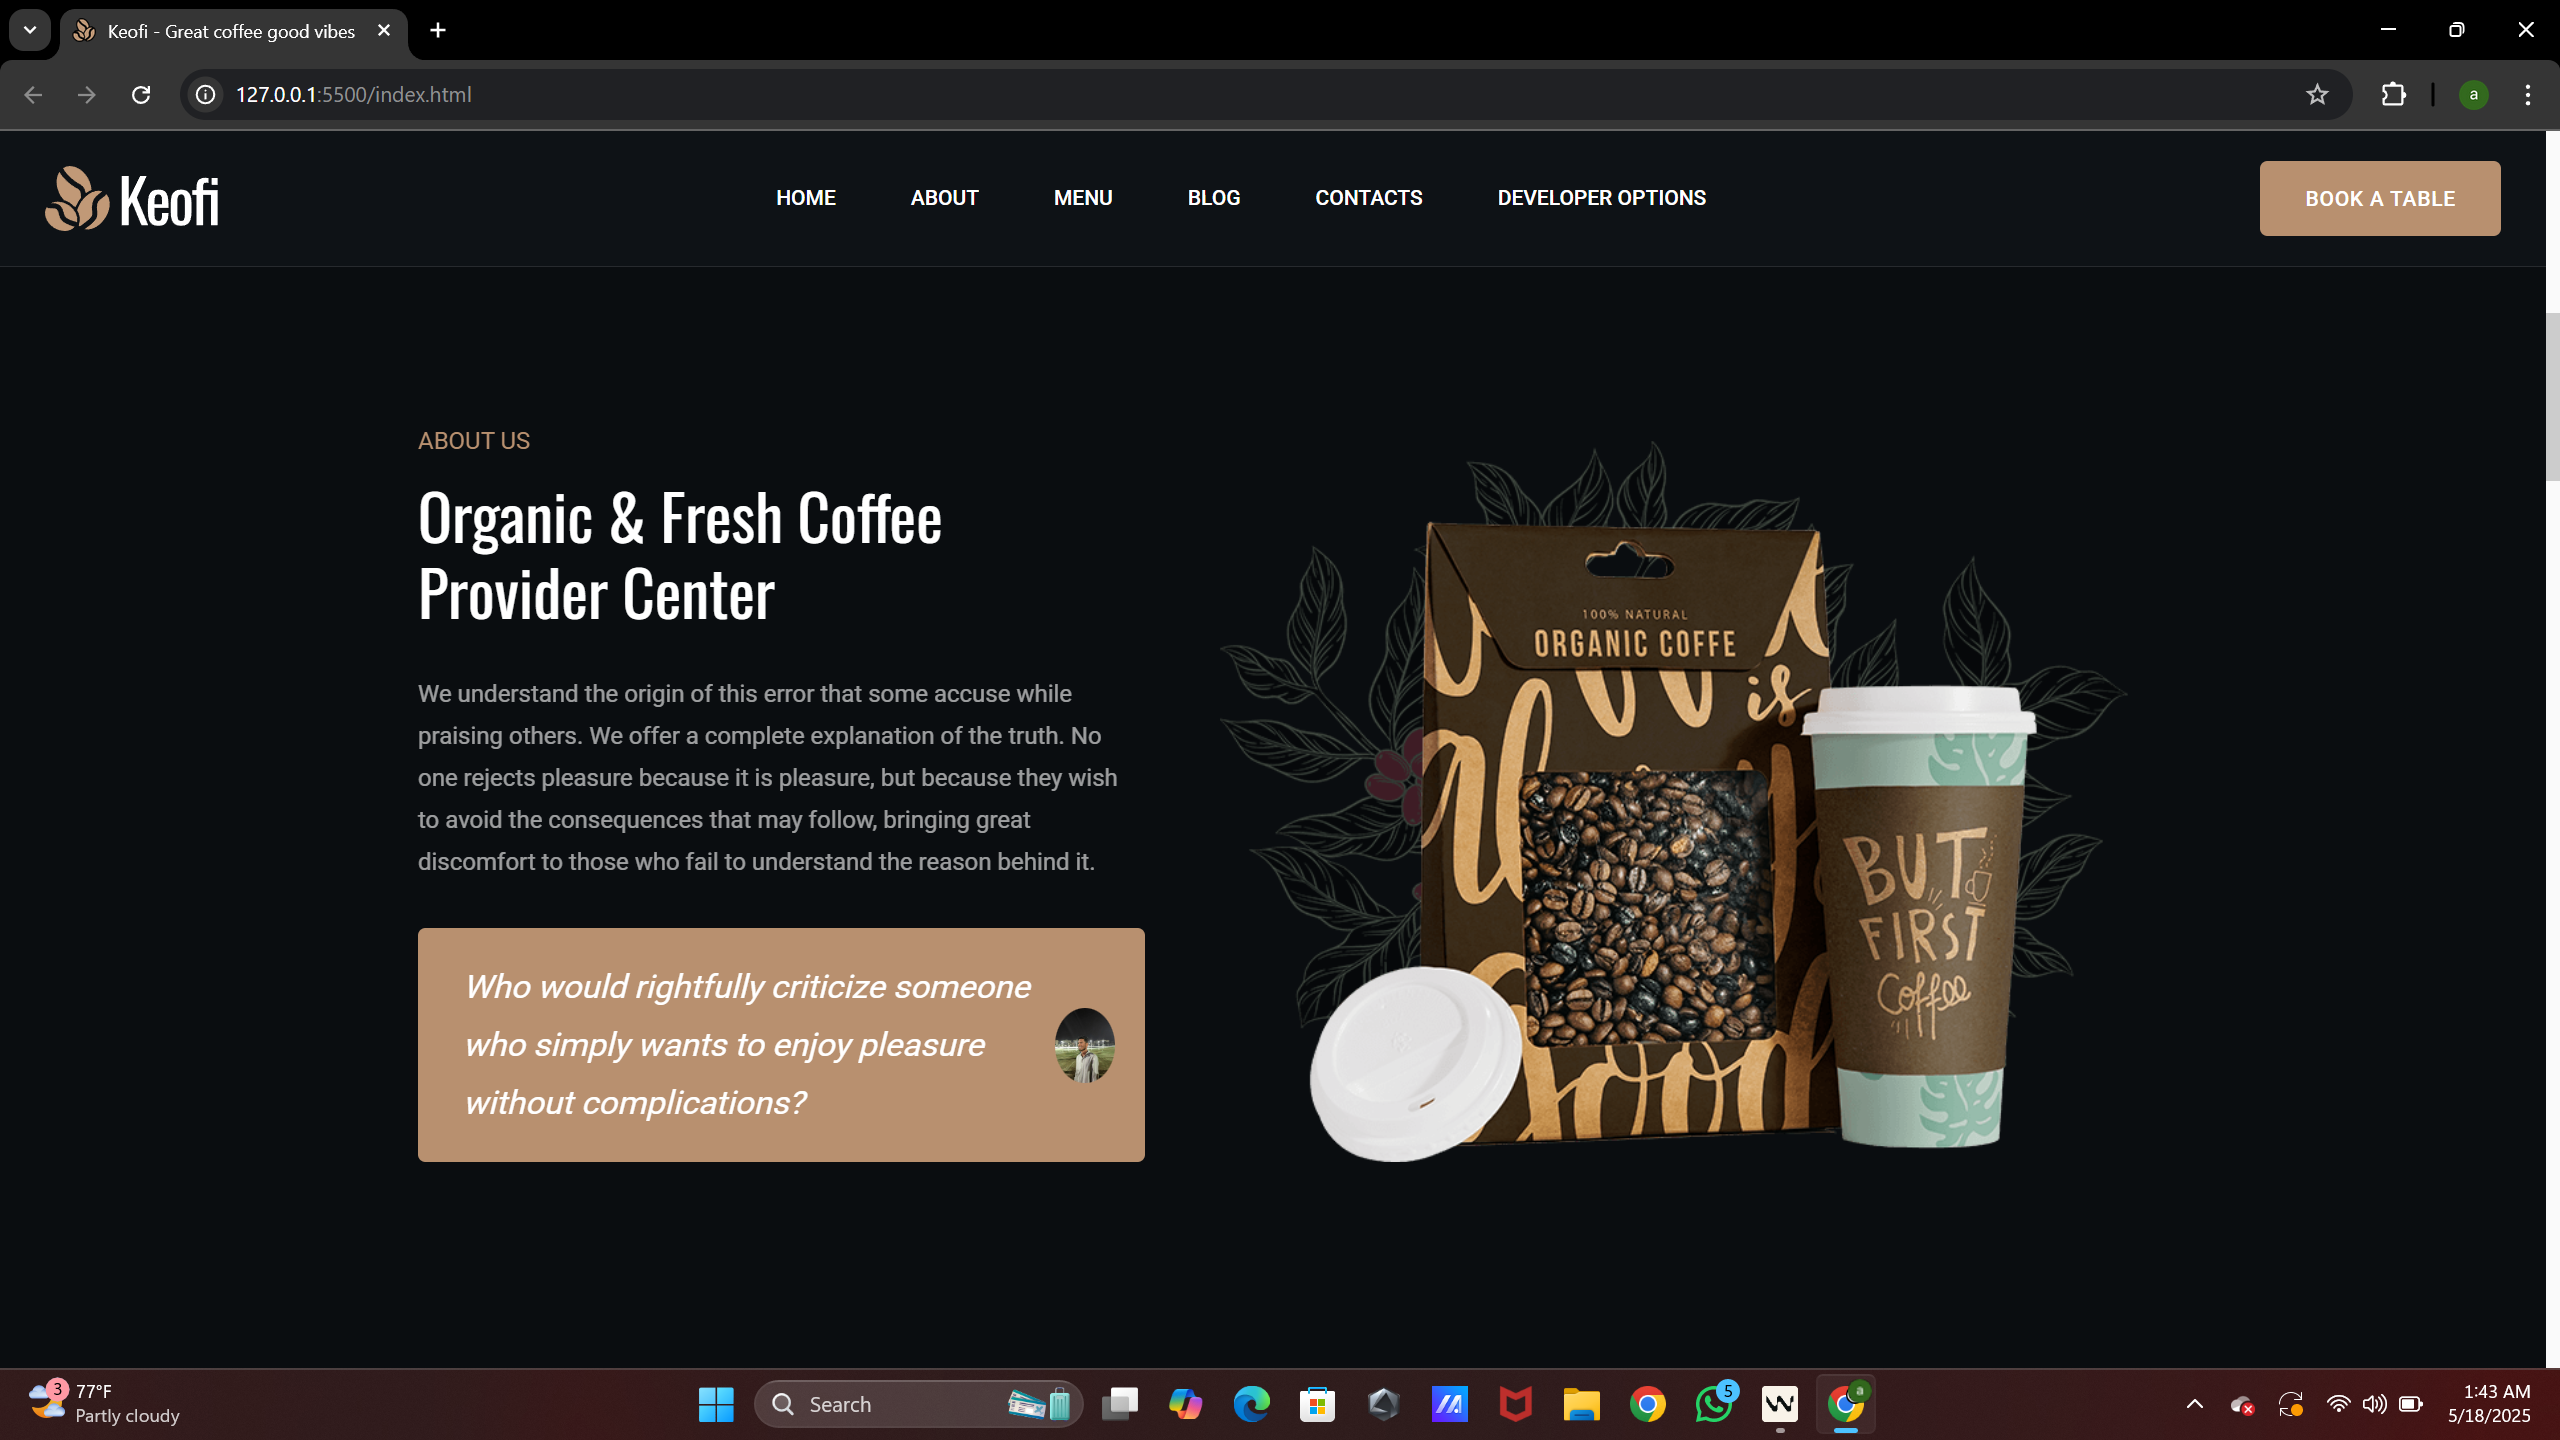 Keofi - Great coffee good vibes
127.0.0.1:5500/index.html
a
Keofi
HOME
ABOUT
MENU
BLOG
CONTACTS
DEVELOPER OPTIONS
BOOK A TABLE
ABOUT US
Organic & Fresh Coffee
Provider Center
We understand the origin of this error that some accuse while
praising others. We offer a complete explanation of the truth. No
one rejects pleasure because it is pleasure, but because they wish
to avoid the consequences that may follow, bringing great
discomfort to those who fail to understand the reason behind it.
Who would rightfully criticize someone
who simply wants to enjoy pleasure
without complications?
100% NATURAL
ORGANIC COFFE
is
al
Good
BUT
FIRST
Coffee
3
77°F
Partly cloudy
Search
5
a
1:43 AM
5/18/2025